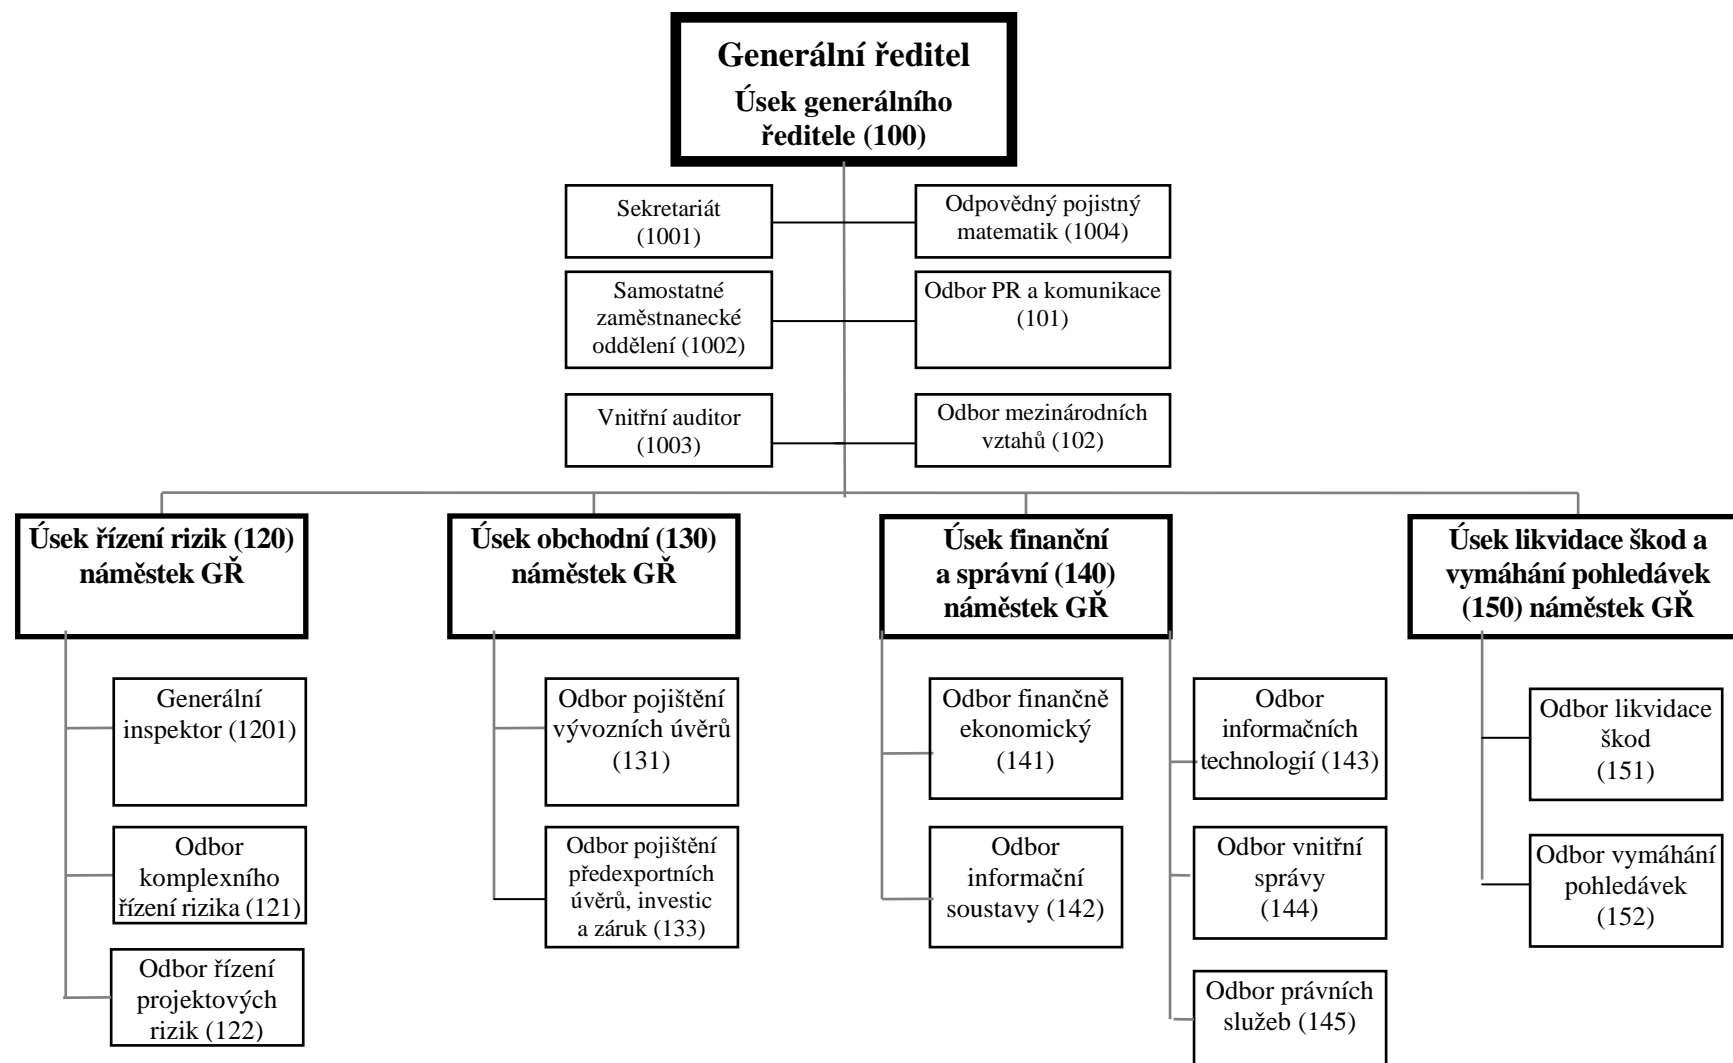 Generální ředitel
Úsek generálního
ředitele (100)
Sekretariát
(1001)
Odpovědný pojistný
matematik (1004)
Samostatné
zaměstnanecké
oddělení (1002)
Odbor PR a komunikace
(101)
Vnitřní auditor
(1003)
Odbor mezinárodních
vztahů (102)
Úsek řízení rizik (120)
náměstek GŘ
Úsek obchodní (130)
náměstek GŘ
Úsek finanční
a správní (140)
náměstek GŘ
Úsek likvidace škod a
vymáhání pohledávek
(150) náměstek GŘ
Generální
inspektor (1201)
Odbor
komplexního
řízení rizika (121)
Odbor řízení
projektových
rizik (122)
Odbor pojištění
vývozních úvěrů
(131)
Odbor pojištění
předexportních
úvěrů, investic
a záruk (133)
Odbor finančně
ekonomický
(141)
Odbor
informační
soustavy (142)
Odbor
informačních
technologií (143)
Odbor vnitřní
správy
(144)
Odbor právních
služeb (145)
Odbor likvidace
škod
(151)
Odbor vymáhání
pohledávek
(152)